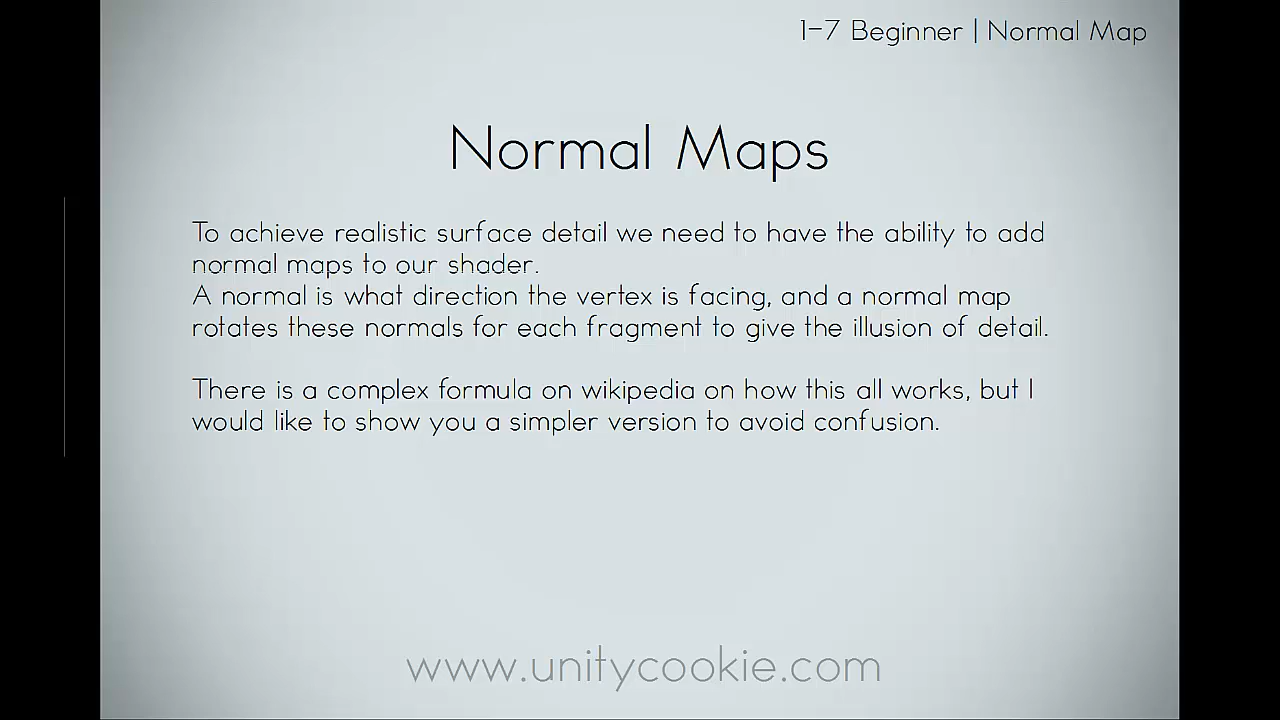 1-7 Beginner | Normal Map
Normal Maps
To achieve realistic surface detail we need to have the ability to add
normal maps to our shader.
A normal is what direction the vertex is facing, and a normal map
rotates these normals for each fragment to give the illusion of detail.
There is a complex formula on wikipedia on how this all works, but I
would like to show you a simpler version to avoid confusion.
www.unitycookie.com